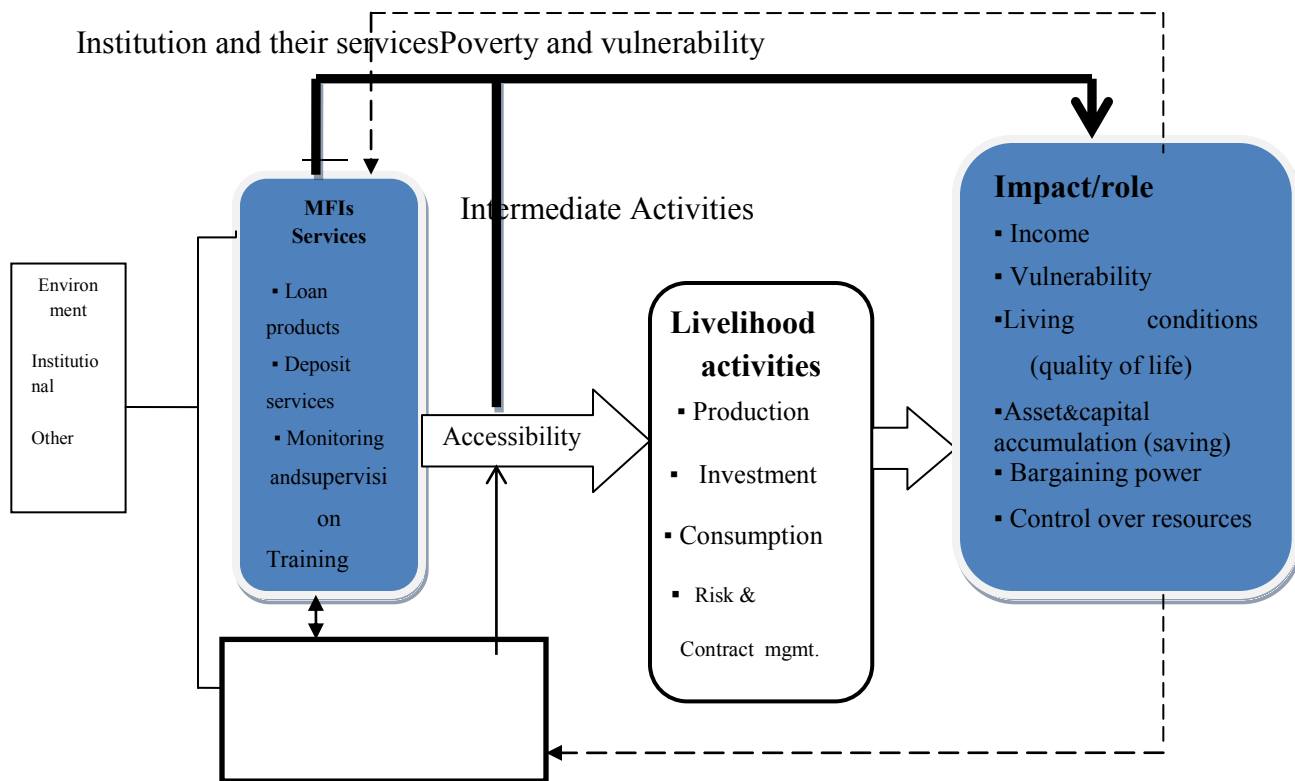 Institution and their servicesPoverty and vulnerability
Intermediate Activities
Environ
ment
Institutio
nal
Other
MFIs
Services
▪ Loan
products
▪ Deposit
services
▪ Monitoring
andsupervisi
on
Training
Accessibility
Livelihood
activities
▪ Production
▪ Investment
▪ Consumption
▪ Risk &
Contract mgmt.
Impact/role
▪ Income
▪ Vulnerability
▪Living conditions
(quality of life)
▪Asset&capital
accumulation (saving)
▪ Bargaining power
▪ Control over resources